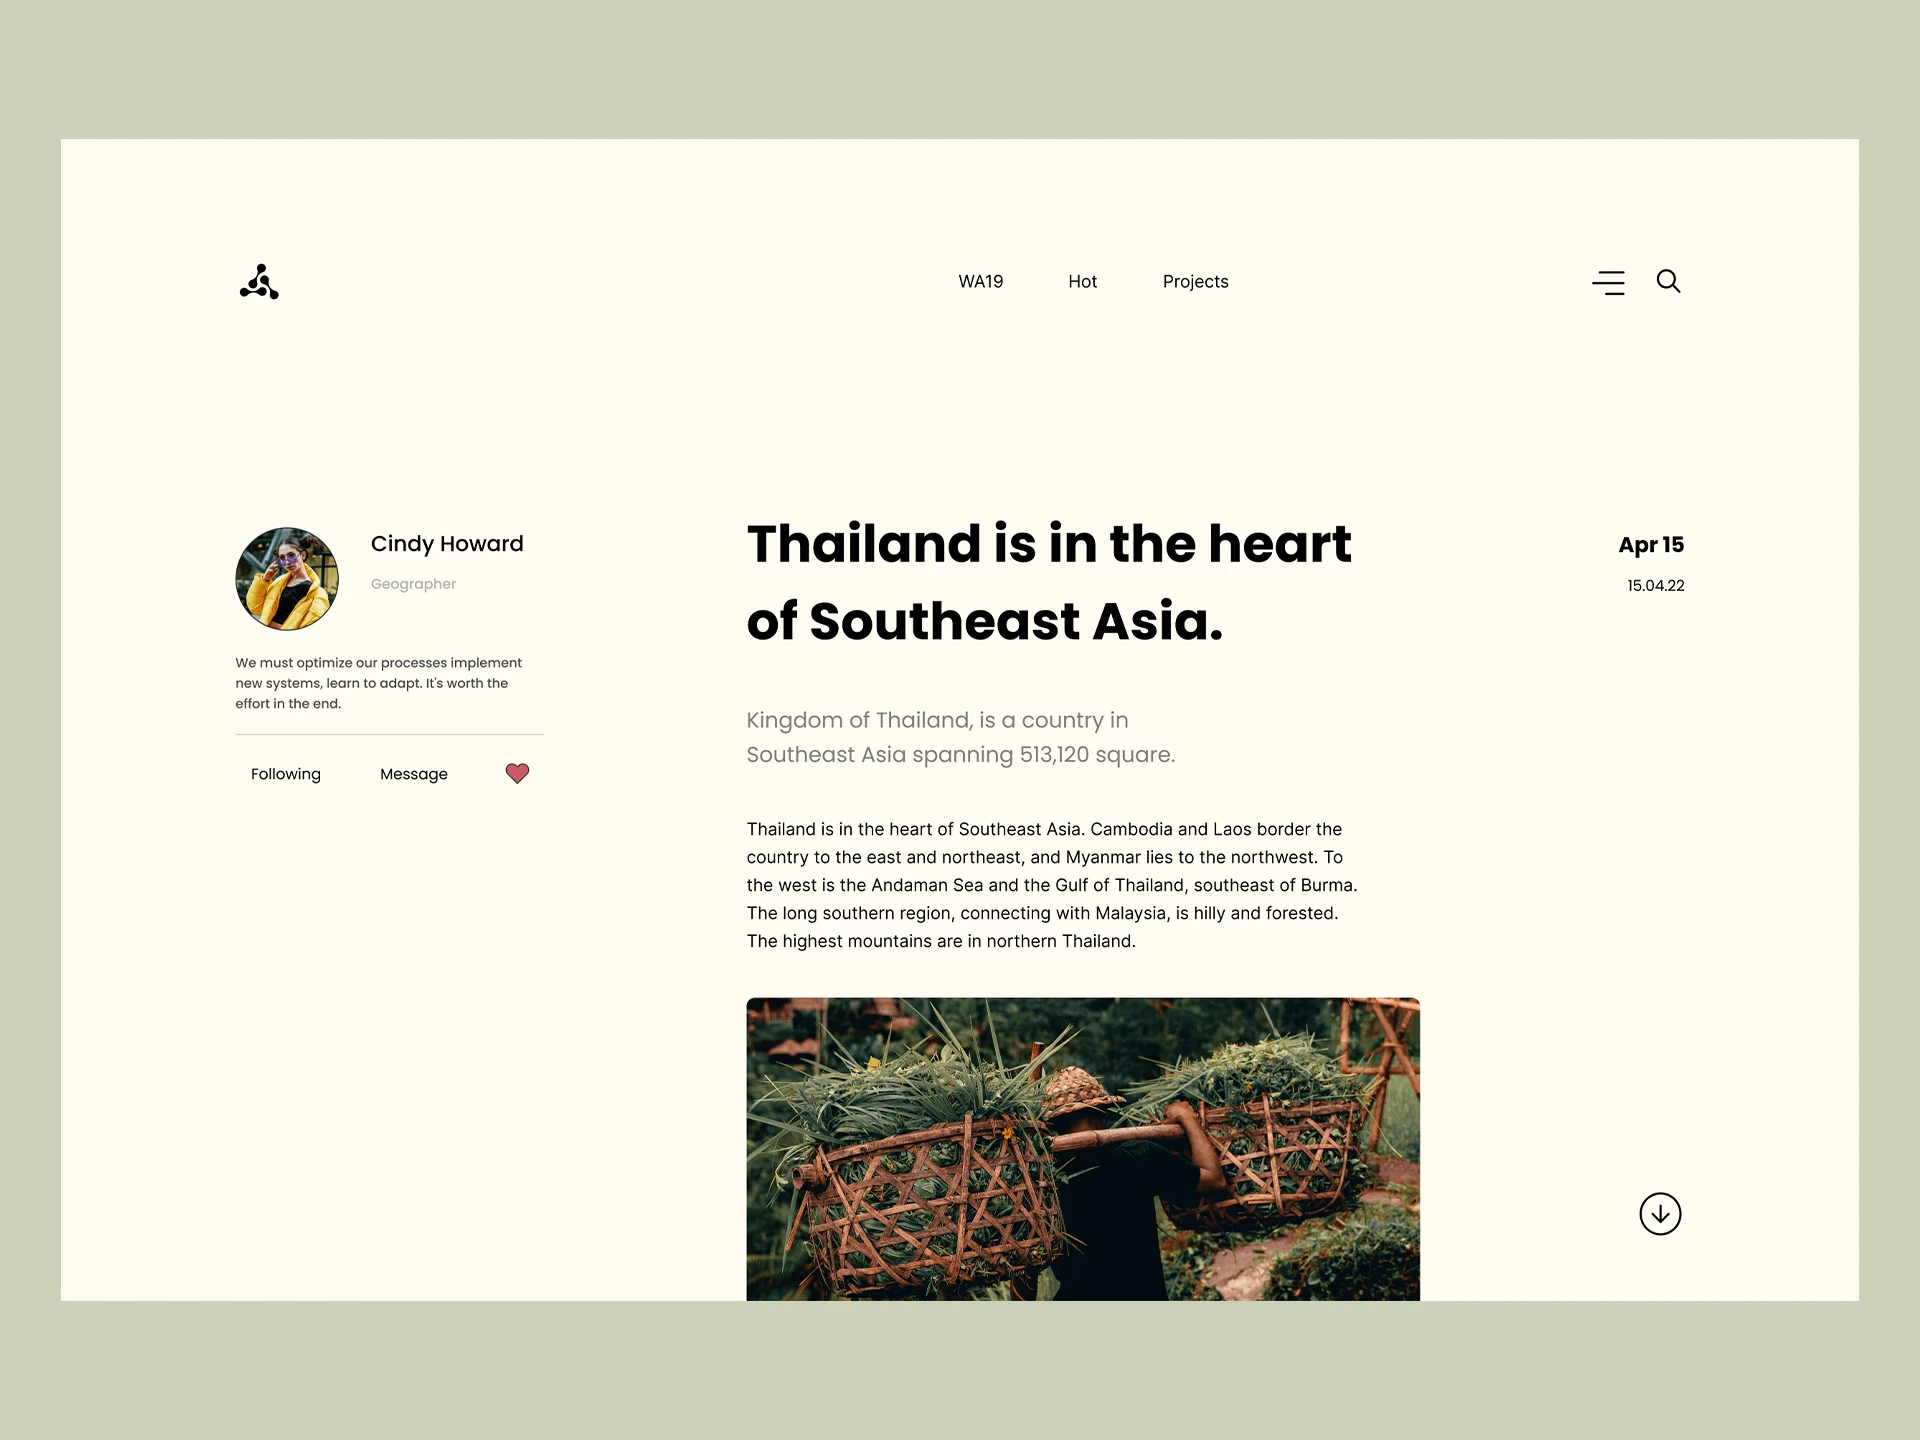 WA19
Hot
Projects
Cindy Howard
Geographer
We must optimize our processes implement
new systems, learn to adapt. It's worth the
effort in the end.
Following
Message
Thailand is in the heart
of Southeast Asia.
Kingdom of Thailand, is a country in
Southeast Asia spanning 513,120 square.
Thailand is in the heart of Southeast Asia. Cambodia and Laos border the
country to the east and northeast, and Myanmar lies to the northwest. To
the west is the Andaman Sea and the Gulf of Thailand, southeast of Burma.
The long southern region, connecting with Malaysia, is hilly and forested.
The highest mountains are in northern Thailand.
Apr 15
15.04.22